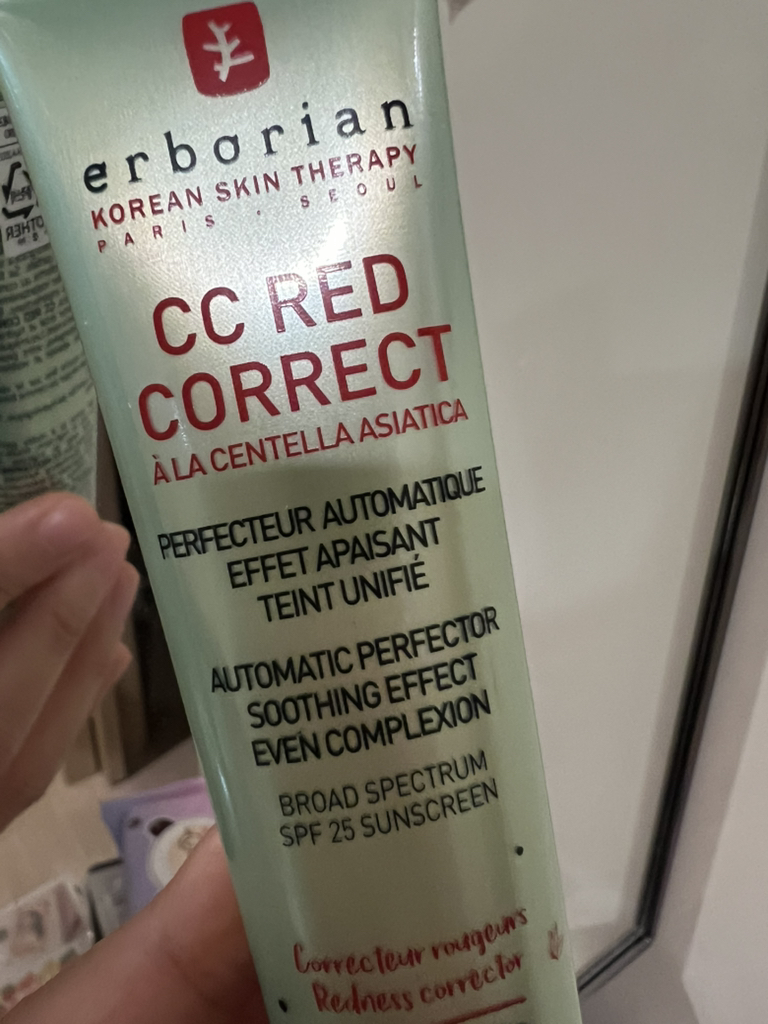 erborian
KOREAN SKIN THERAPY
PARIS · SEOUL
CC RED
CORRECT
À LA CENTELLA ASIATICA
PERFECTEUR AUTOMATIQUE
EFFET APAISANT
TEINT UNIFIÉ
AUTOMATIC PERFECTOR
SOOTHING EFFECT
EVEN COMPLEXION
BROAD SPECTRUM
SPF 25 SUNSCREEN
Correcteur rougeurs
Redness corrector